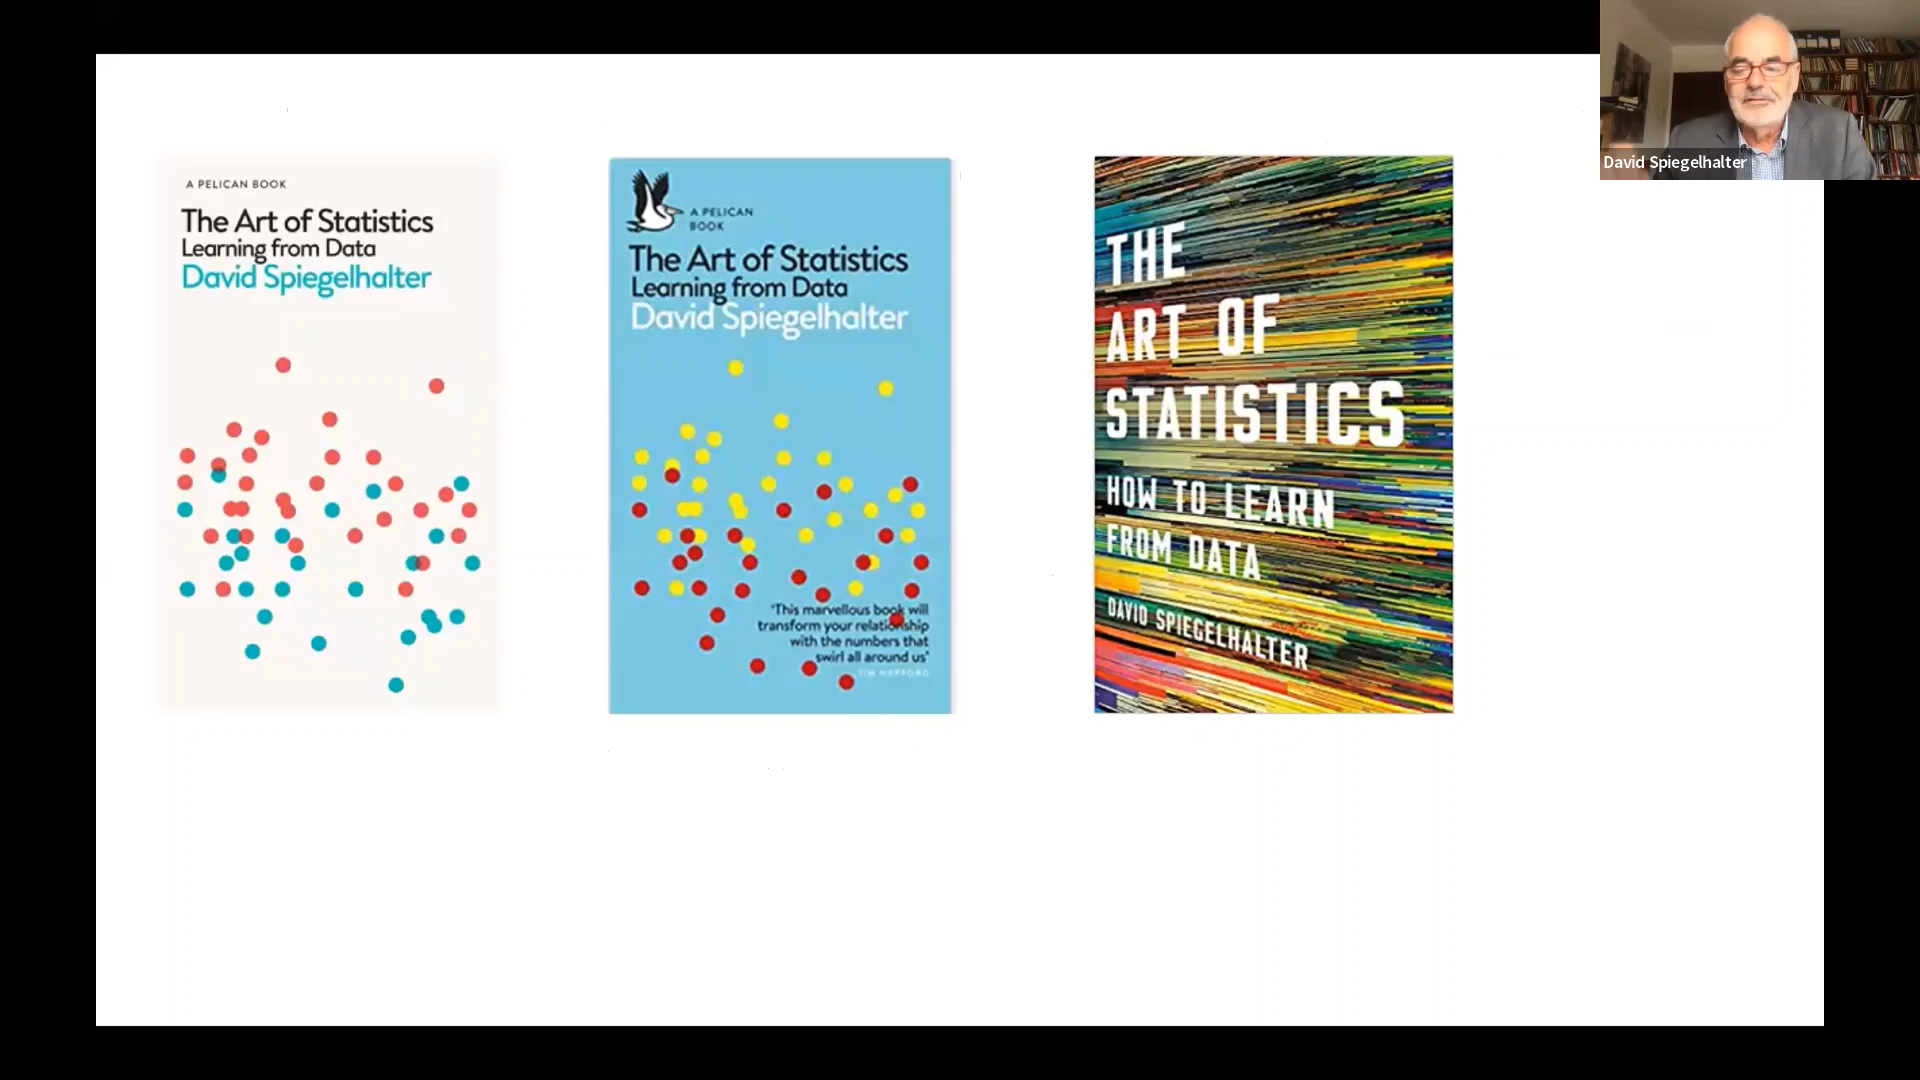 A PELICAN BOOK
The Art of Statistics
Learning from Data
David Spiegelhalter
A PELICAN
BOOK
The Art of Statistics
Learning from Data
David Spiegelhalter
'This marvellous book will
transform your relationship
with the numbers that
swirl all around us'
TIM HARFORD
THE
ART OF
STATISTICS
HOW TO LEARN
FROM DATA
DAVID SPIEGELHALTER
David Spiegelhalter